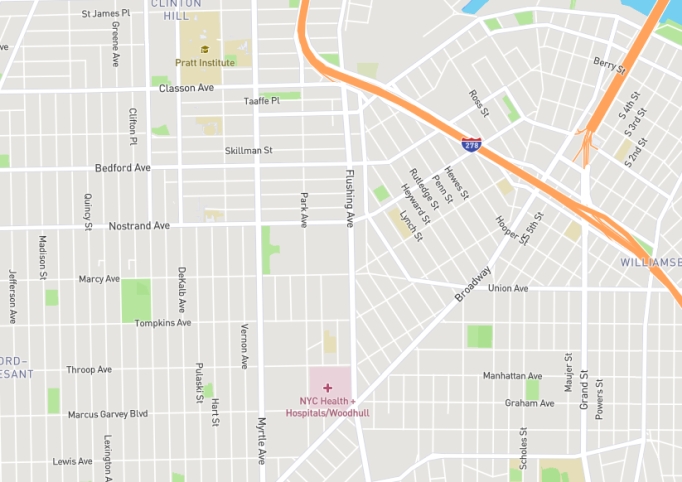 CLINTON
HILL
St James Pl
Greene Ave
ve
Pratt Institute
Classon Ave
Taaffe Pl
Berry St
Ross St
S 4th St
S 3rd St
S 2nd St
Clifton Pl
278
Skillman St
Bedford Ave
Flushing Ave
Hewes St
Penn St
Rutledge St
Heyward St
Lynch St
Quincy St
Park Ave
Nostrand Ave
Hooper St
S 5th St
Madison St
WILLIAMSB
Jefferson Ave
Marcy Ave
DeKalb Ave
Broadway
Union Ave
Tompkins Ave
Vernon Ave
ORD–
ESANT
Throop Ave
Pulaski St
Manhattan Ave
Maujer St
Grand St
Powers St
NYC Health +
Hospitals/Woodhull
Hart St
Graham Ave
Marcus Garvey Blvd
Myrtle Ave
Scholes St
Lexington A
Lewis Ave